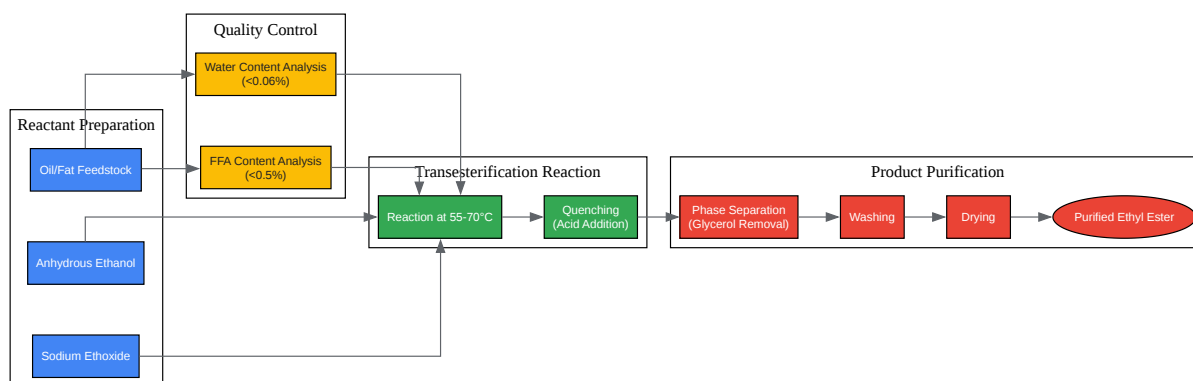 Quality Control
Water Content Analysis
(<0.06%)
Reactant Preparation
Oil/Fat Feedstock
FFA Content Analysis
(<0.5%)
Transesterification Reaction
Product Purification
Reaction at 55-70°C
Quenching
(Acid Addition)
Phase Separation
(Glycerol Removal)
Washing
Drying
Purified Ethyl Ester
Anhydrous Ethanol
Sodium Ethoxide